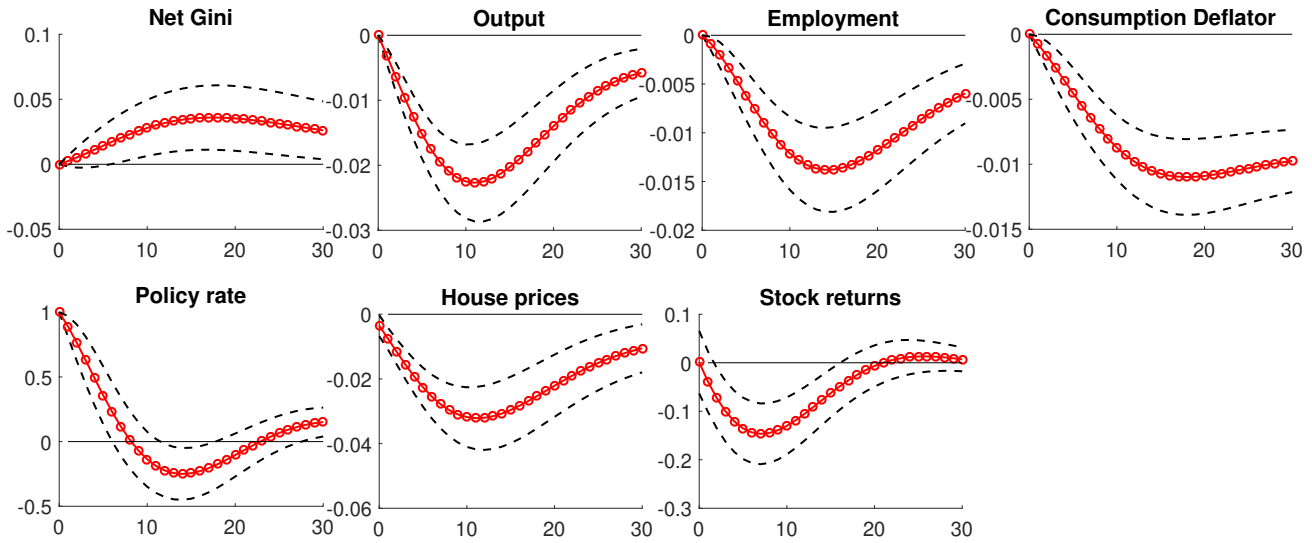 Net Gini
Output
Employment
Consumption Deflator
0.1
0.05
0
-0.05
0 10 20 30
0
-0.01
-0.02
-0.03
0 10 20 30
0
-0.005
-0.01
-0.015
-0.02
0 10 20 30
0
-0.005
-0.01
-0.015
0 10 20 30
Policy rate
House prices
Stock returns
1
0.5
0
-0.5
0 10 20 30
0
-0.02
-0.04
-0.06
0 10 20 30
0.1
0
-0.1
-0.2
-0.3
0 10 20 30